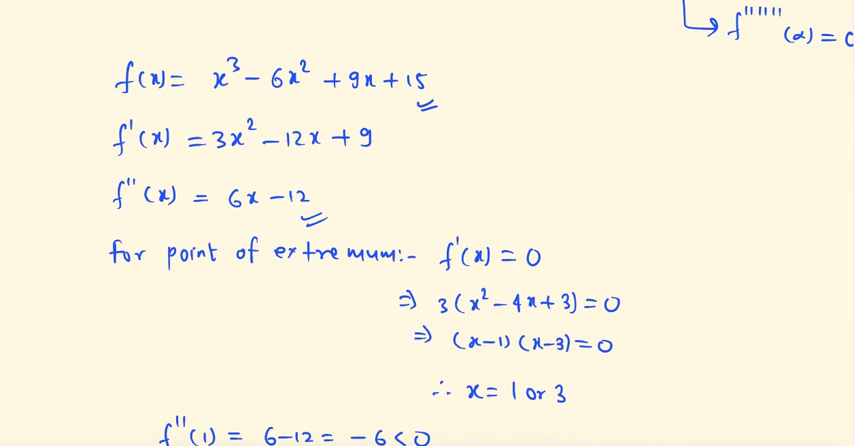 ↳ f''''''(α) = 0
f(x) = x³ - 6x² + 9x + 15
f'(x) = 3x² - 12x + 9
f''(x) = 6x - 12
for point of extremum:- f'(x) = 0
⇒ 3(x² - 4x + 3) = 0
⇒ (x-1)(x-3) = 0
∴ x = 1 or 3
f''(1) = 6-12 = -6 < 0